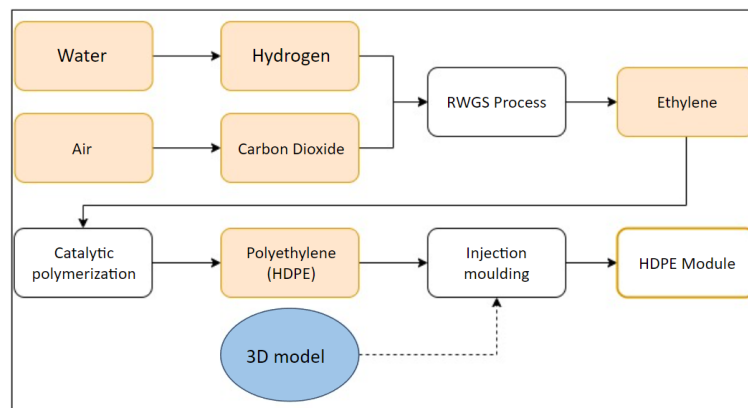 Water
Hydrogen
RWGS Process
Ethylene
Air
Carbon Dioxide
Catalytic
polymerization
Polyethylene
(HDPE)
Injection
moulding
HDPE Module
3D model